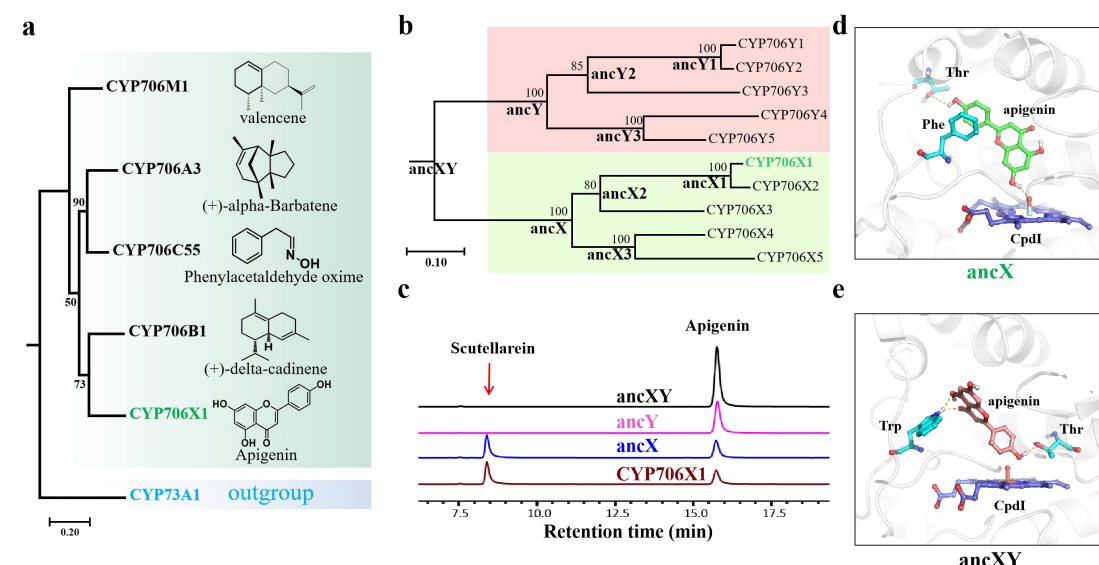 a
CYP706M1
valencene
CYP706A3
(+)-alpha-Barbatene
90
CYP706C55
N
OH
Phenylacetaldehyde oxime
50
CYP706B1
H
(+)-delta-cadinene
73
CYP706X1
OH
HO
O
OH
O
Apigenin
CYP73A1
outgroup
0.20
b
100
CYP706Y1
ancY1
CYP706Y2
85
ancY2
CYP706Y3
100
ancY
100
CYP706Y4
ancY3
CYP706Y5
ancXY
100
CYP706X1
ancX1
CYP706X2
80
ancX2
CYP706X3
100
ancX
100
CYP706X4
ancX3
CYP706X5
0.10
c
Apigenin
Scutellarein
ancXY
ancY
ancX
CYP706X1
7.5 10.0 12.5 15.0 17.5
Retention time (min)
d
Thr
apigenin
Phe
CpdI
ancX
e
apigenin
Trp
Thr
CpdI
ancXY